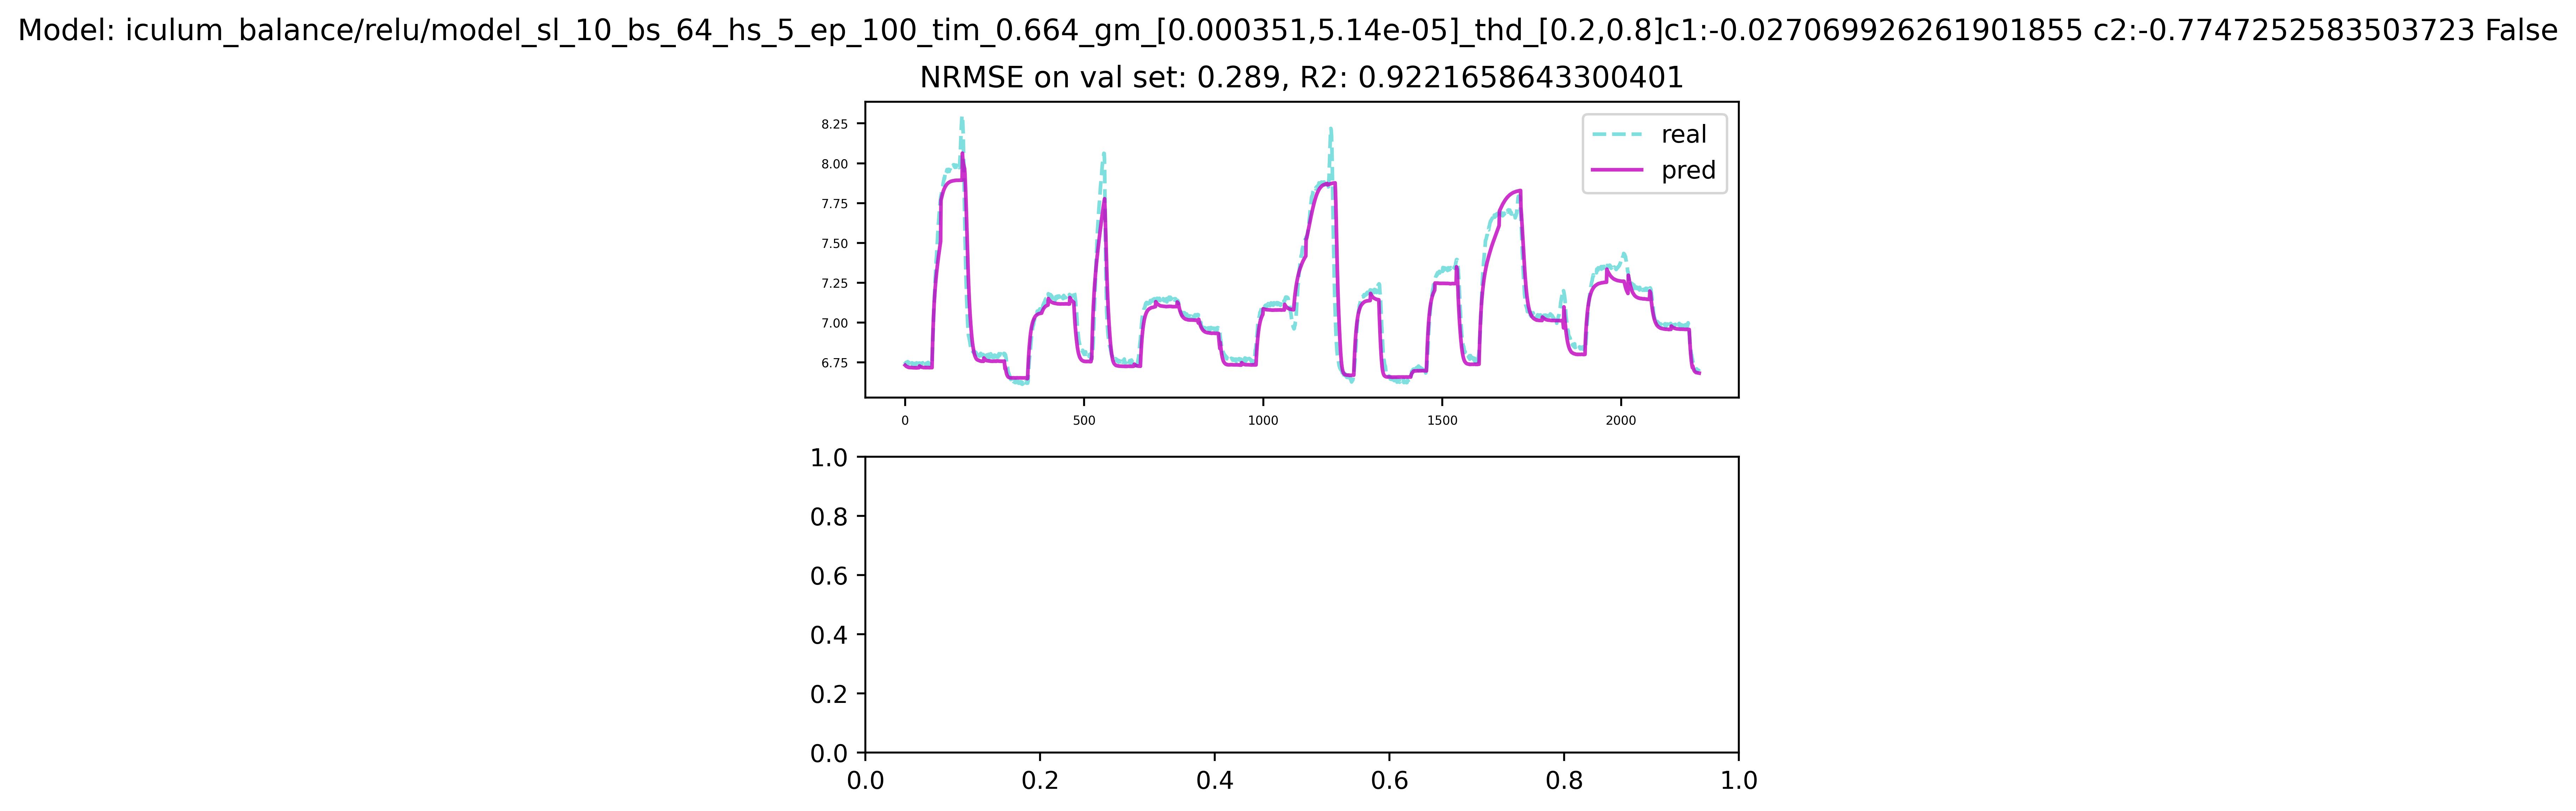 Model: iculum_balance/relu/model_sl_10_bs_64_hs_5_ep_100_tim_0.664_gm_[0.000351,5.14e-05]_thd_[0.2,0.8]c1:-0.027069926261901855 c2:-0.7747252583503723 False
NRMSE on val set: 0.289, R2: 0.9221658643300401
real
pred
8.25
8.00
7.75
7.50
7.25
7.00
6.75
0 500 1000 1500 2000
1.0
0.8
0.6
0.4
0.2
0.0
0.0 0.2 0.4 0.6 0.8 1.0